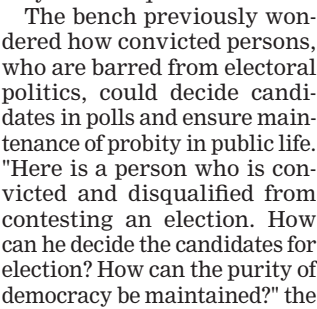 The bench previously won-
dered how convicted persons,
who are barred from electoral
politics, could decide candi-
dates in polls and ensure main-
tenance of probity in public life.
"Here is a person who is con-
victed and disqualified from
contesting an election. How
can he decide the candidates for
election? How can the purity of
democracy be maintained?" the